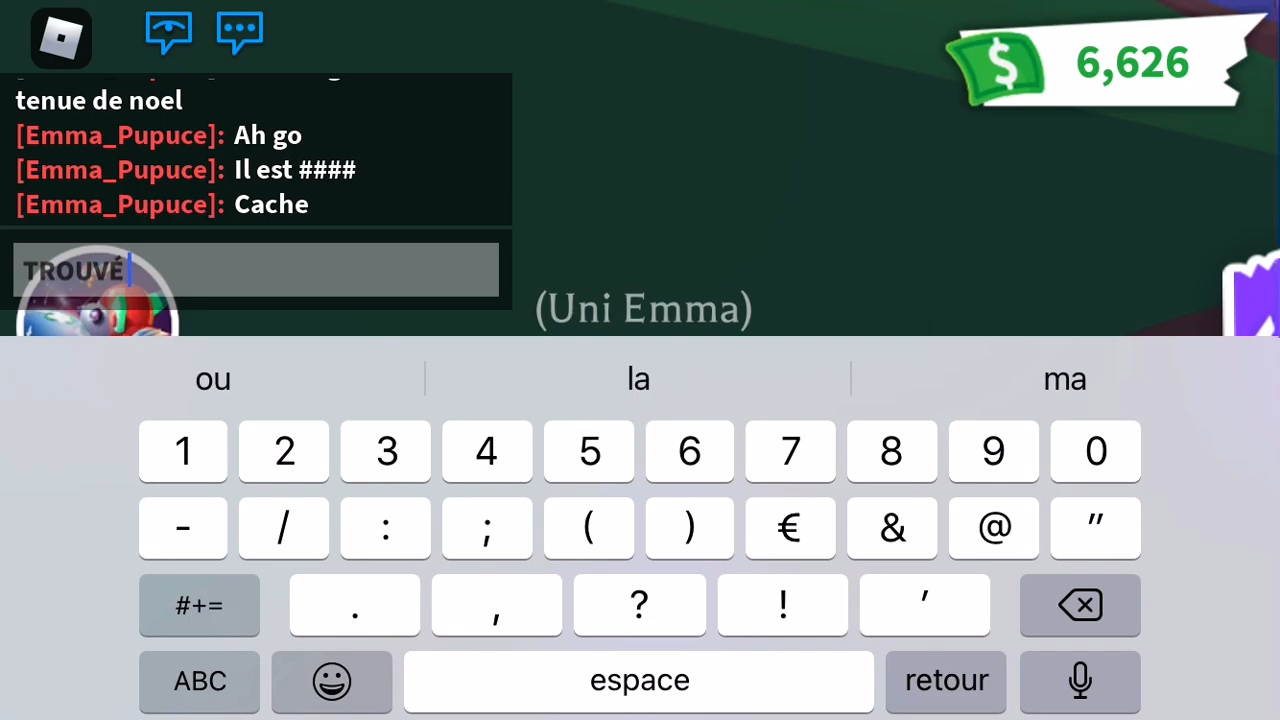 6,626
tenue de noel
[Emma_Pupuce]: Ah go
[Emma_Pupuce]: Il est ####
[Emma_Pupuce]: Cache
TROUVÉ
(Uni Emma)
ou la ma
1 2 3 4 5 6 7 8 9 0
- / : ; ( ) € & @ "
#+= . , ? ! '
ABC espace retour